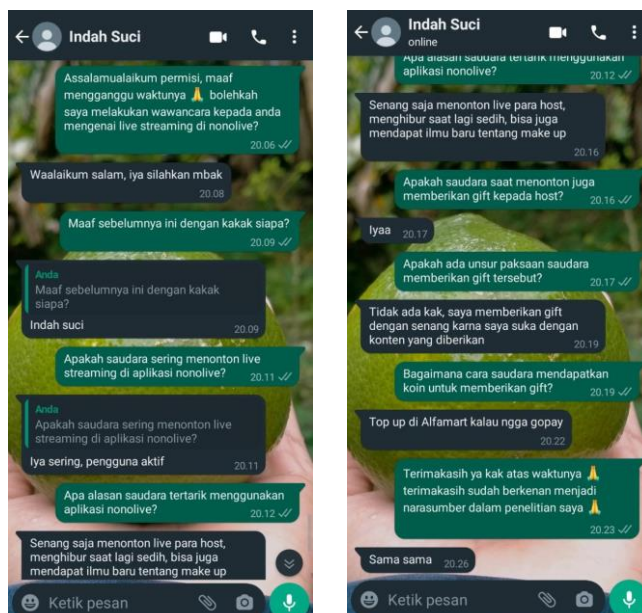 Indah Suci
Assalamualaikum permisi, maaf
mengganggu waktunya 🙏 bolehkah
saya melakukan wawancara kepada anda
mengenai live streaming di nonolive?
20.06
Waalaikum salam, iya silahkan mbak
20.08
Maaf sebelumnya ini dengan kakak siapa?
20.09
Anda
Maaf sebelumnya ini dengan kakak
siapa?
Indah suci
20.09
Apakah saudara sering menonton live
streaming di aplikasi nonolive?
20.11
Anda
Apakah saudara sering menonton live
streaming di aplikasi nonolive?
Iya sering, pengguna aktif
20.11
Apa alasan saudara tertarik menggunakan
aplikasi nonolive?
20.12
Senang saja menonton live para host,
menghibur saat lagi sedih, bisa juga
mendapat ilmu baru tentang make up
Ketik pesan
Indah Suci
online
Apa alasan saudara tertarik menggunakan
aplikasi nonolive?
20.12
Senang saja menonton live para host,
menghibur saat lagi sedih, bisa juga
mendapat ilmu baru tentang make up
20.16
Apakah saudara saat menonton juga
memberikan gift kepada host?
20.16
Iyaa
20.17
Apakah ada unsur paksaan saudara
memberikan gift tersebut?
20.17
Tidak ada kak, saya memberikan gift
dengan senang karna saya suka dengan
konten yang diberikan
20.19
Bagaimana cara saudara mendapatkan
koin untuk memberikan gift?
20.19
Top up di Alfamart kalau ngga gopay
20.22
Terimakasih ya kak atas waktunya 🙏
terimakasih sudah berkenan menjadi
narasumber dalam penelitian saya 🙏
20.23
Sama sama
20.26
Ketik pesan